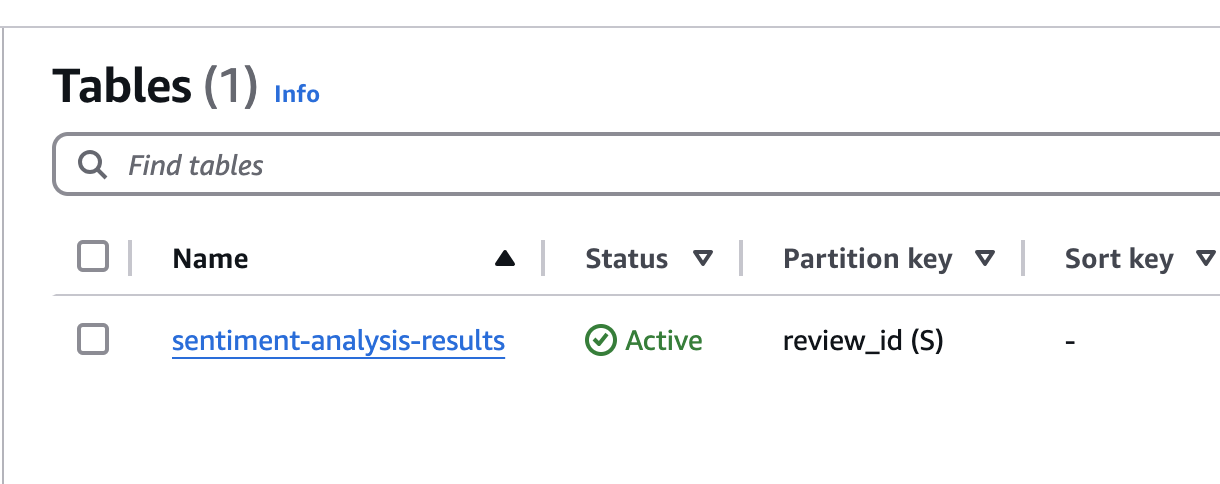 Tables (1) Info
Find tables
Name Status Partition key Sort key
sentiment-analysis-results Active review_id (S) -